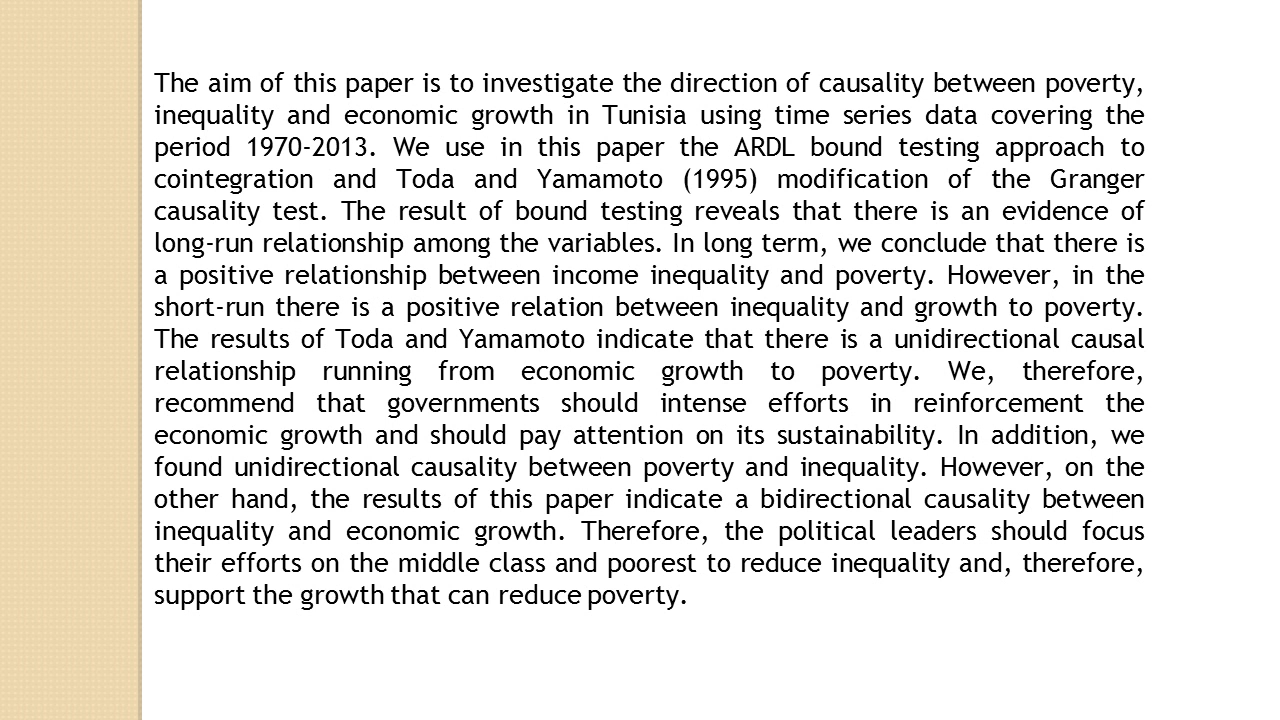 The aim of this paper is to investigate the direction of causality between poverty,
inequality and economic growth in Tunisia using time series data covering the
period 1970-2013. We use in this paper the ARDL bound testing approach to
cointegration and Toda and Yamamoto (1995) modification of the Granger
causality test. The result of bound testing reveals that there is an evidence of
long-run relationship among the variables. In long term, we conclude that there is
a positive relationship between income inequality and poverty. However, in the
short-run there is a positive relation between inequality and growth to poverty.
The results of Toda and Yamamoto indicate that there is a unidirectional causal
relationship running from economic growth to poverty. We, therefore,
recommend that governments should intense efforts in reinforcement the
economic growth and should pay attention on its sustainability. In addition, we
found unidirectional causality between poverty and inequality. However, on the
other hand, the results of this paper indicate a bidirectional causality between
inequality and economic growth. Therefore, the political leaders should focus
their efforts on the middle class and poorest to reduce inequality and, therefore,
support the growth that can reduce poverty.